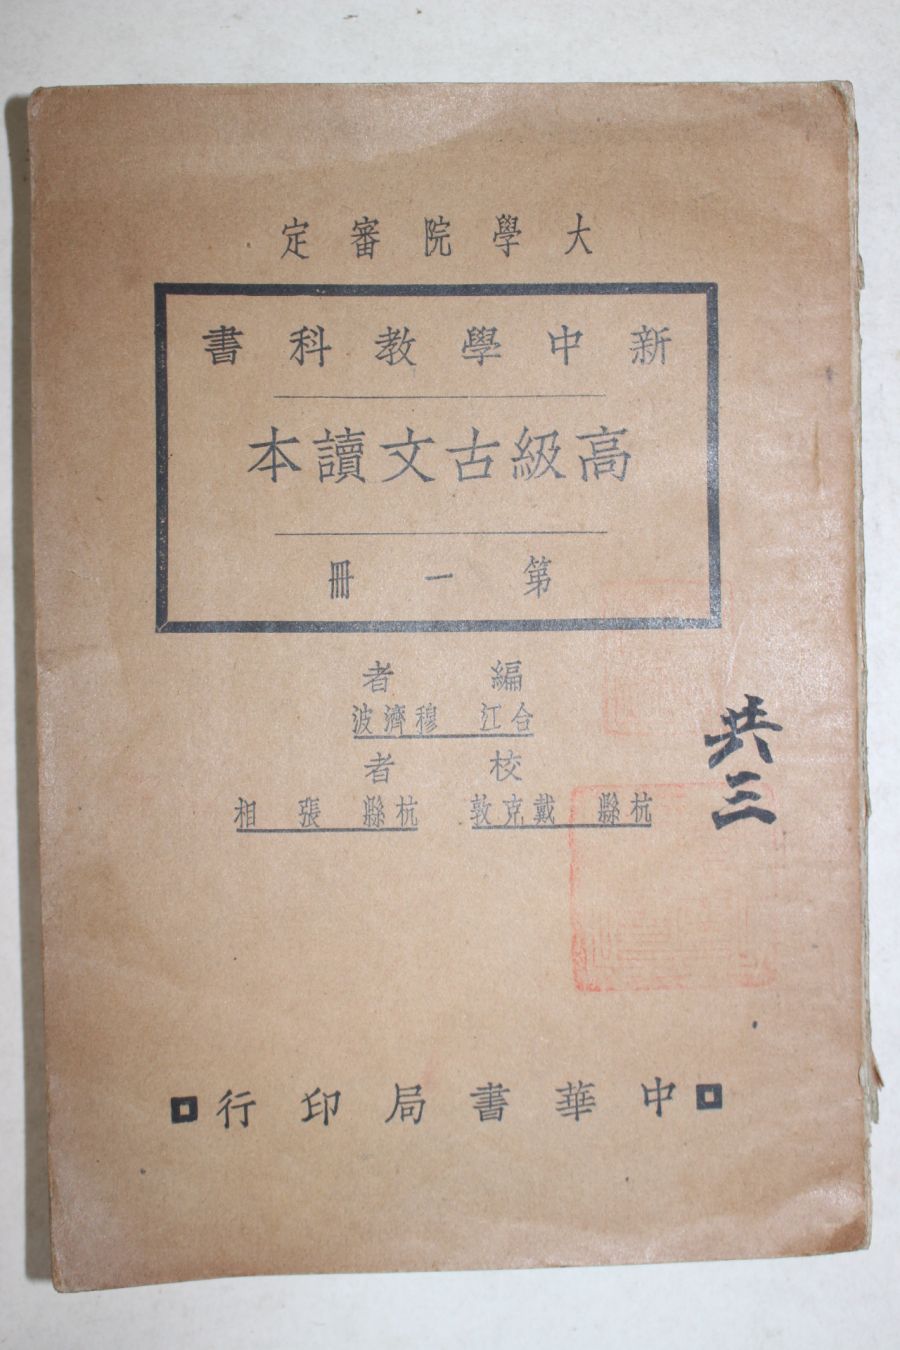 大學院審定
新中學教科書
高級古文讀本
第一冊
編者
合江 穆濟波
校者
杭縣 戴克敦 杭縣 張相
共三
中華書局印行